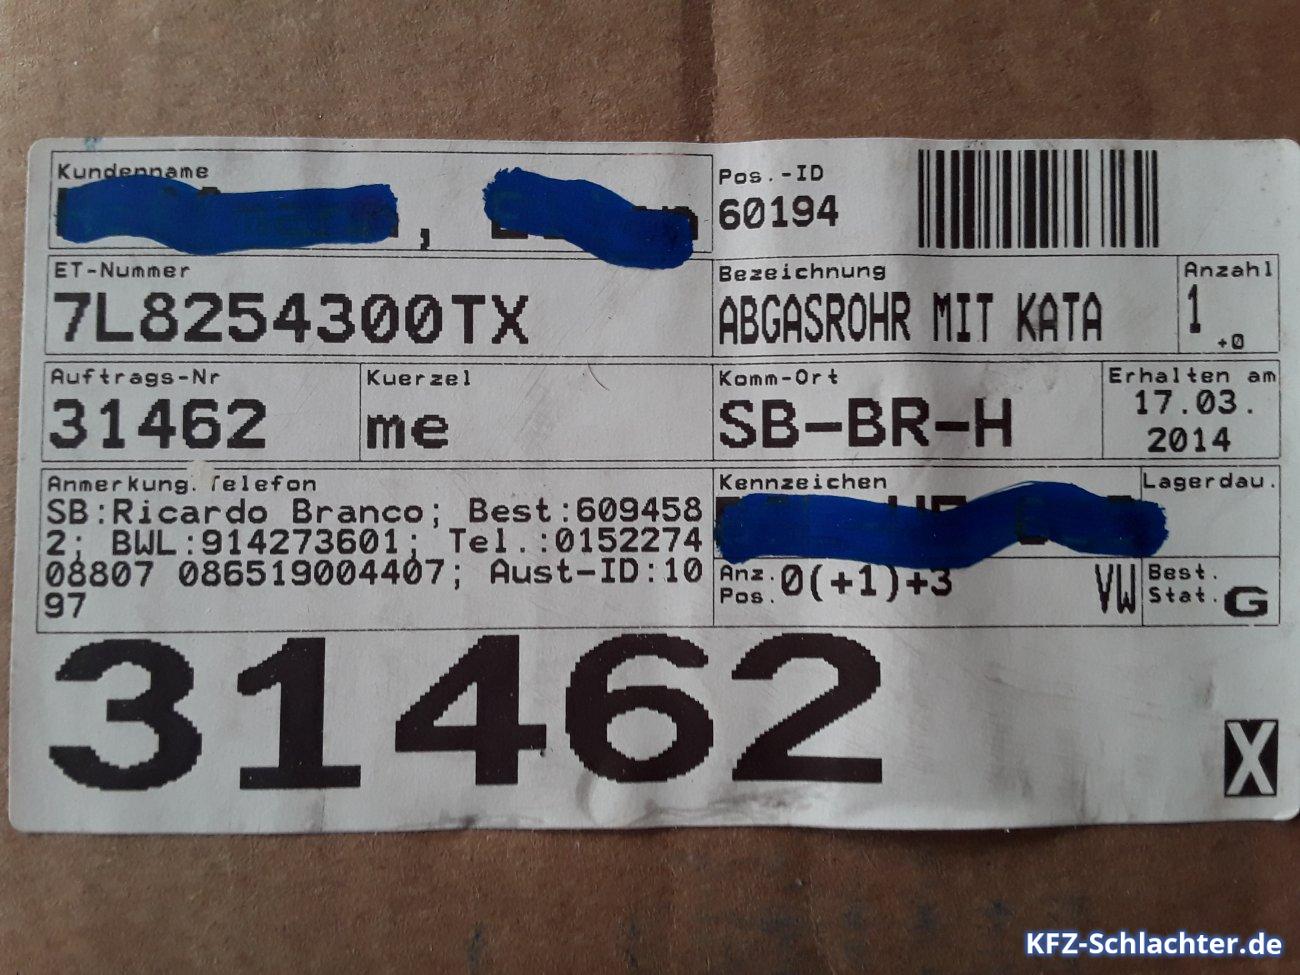 Kundenname
,
Pos.-ID
60194
ET-Nummer
7L8254300TX
Bezeichnung
ABGASROHR MIT KATA
Anzahl
1
+0
Auftrags-Nr
31462
Kuerzel
me
Komm-Ort
SB-BR-H
Erhalten am
17.03.
2014
Anmerkung. Telefon
SB:Ricardo Branco; Best:609458
2; BWL:914273601; Tel.:0152274
08807 086519004407; Aust-ID:10
97
Kennzeichen
Lagerdau.
Anz.
Pos.
0(+1)+3
VW
Best.
Stat.
G
31462
X
KFZ-Schlachter.de